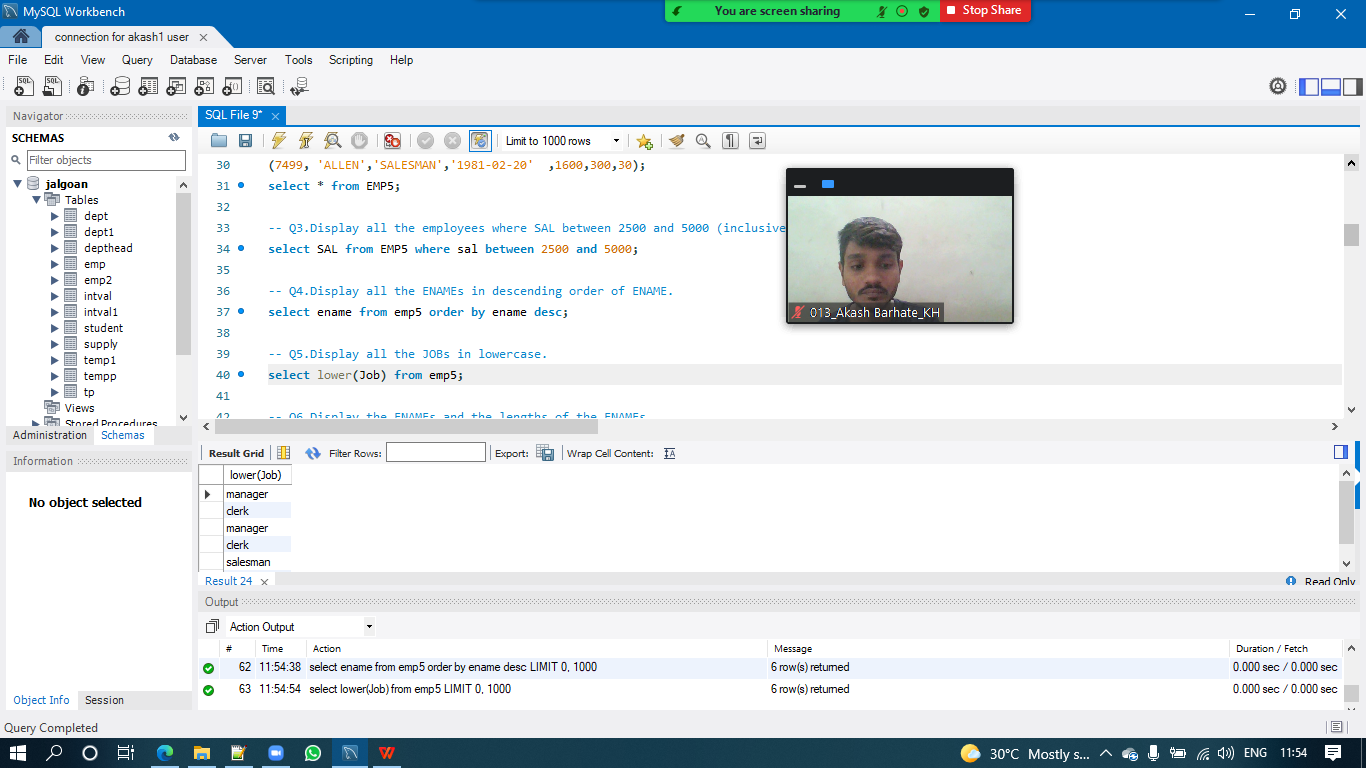 MySQL Workbench
You are screen sharing
Stop Share
connection for akash1 user
File Edit View Query Database Server Tools Scripting Help
Navigator
SCHEMAS
Filter objects
jalgoan
Tables
dept
dept1
depthead
emp
emp2
intval
intval1
student
supply
temp1
tempp
tp
Views
Stored Procedures
Administration Schemas
Information
No object selected
Object Info Session
SQL File 9*
Limit to 1000 rows
30 (7499, 'ALLEN','SALESMAN','1981-02-20' ,1600,300,30);
31 select * from EMP5;
32
33 -- Q3.Display all the employees where SAL between 2500 and 5000 (inclusive
34 select SAL from EMP5 where sal between 2500 and 5000;
35
36 -- Q4.Display all the ENAMEs in descending order of ENAME.
37 select ename from emp5 order by ename desc;
38
39 -- Q5.Display all the JOBs in lowercase.
40 select lower(Job) from emp5;
41
42 -- Q6.Display the ENAMEs and the lengths of the ENAMEs
013_Akash Barhate_KH
Result Grid Filter Rows: Export: Wrap Cell Content:
lower(Job)
manager
clerk
manager
clerk
salesman
Result 24
Read Only
Output
Action Output
# Time Action Message Duration / Fetch
62 11:54:38 select ename from emp5 order by ename desc LIMIT 0, 1000 6 row(s) returned 0.000 sec / 0.000 sec
63 11:54:54 select lower(Job) from emp5 LIMIT 0, 1000 6 row(s) returned 0.000 sec / 0.000 sec
Query Completed
30°C Mostly s... ENG 11:54